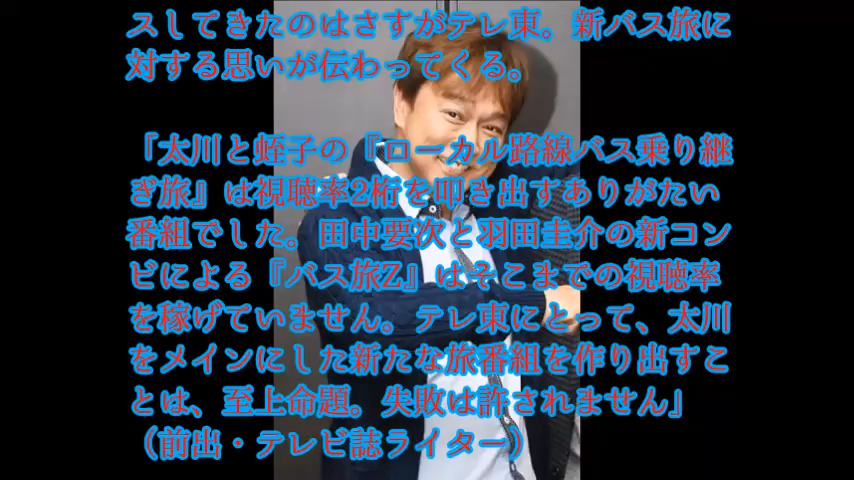 スしてきたのはさすがテレ東。新バス旅に
対する思いが伝わってくる。
「太川と蛭子の『ローカル路線バス乗り継
ぎ旅』は視聴率2桁を叩き出すありがたい
番組でした。田中要次と羽田圭介の新コン
ビによる『バス旅Z』はそこまでの視聴率
を稼げていません。テレ東にとって、太川
をメインにした新たな旅番組を作り出すこ
とは、至上命題。失敗は許されません」
（前出・テレビ誌ライター）